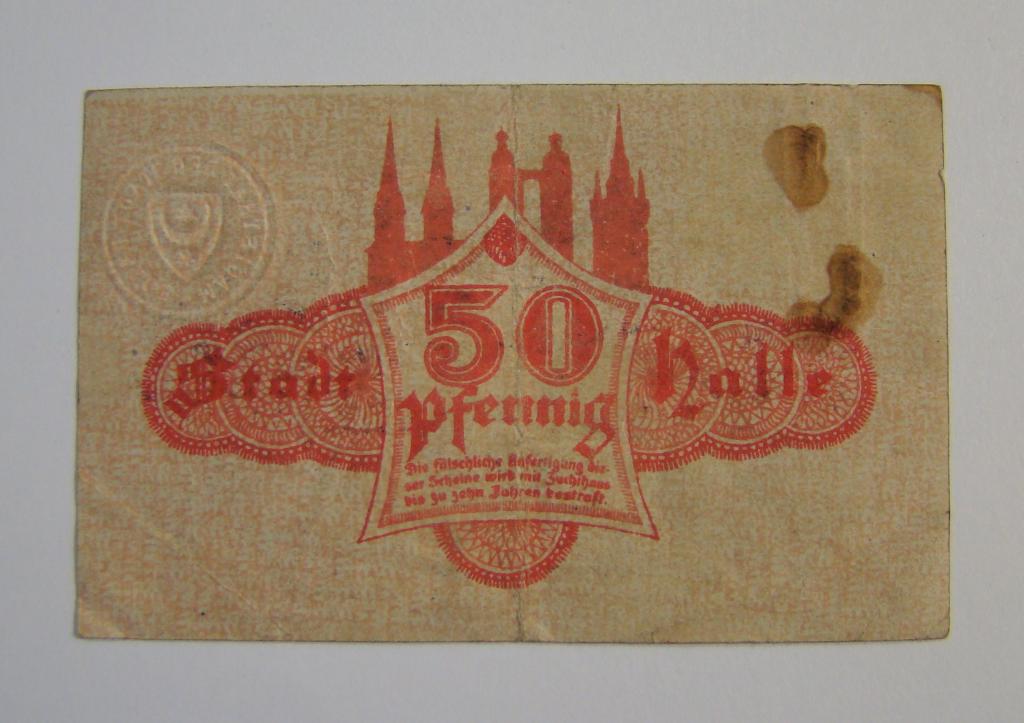 50
Stadt Halle
Pfennig
Die fälschliche Anfertigung die-
ser Scheine wird mit Zuchthaus
bis zu zehn Jahren bestraft.